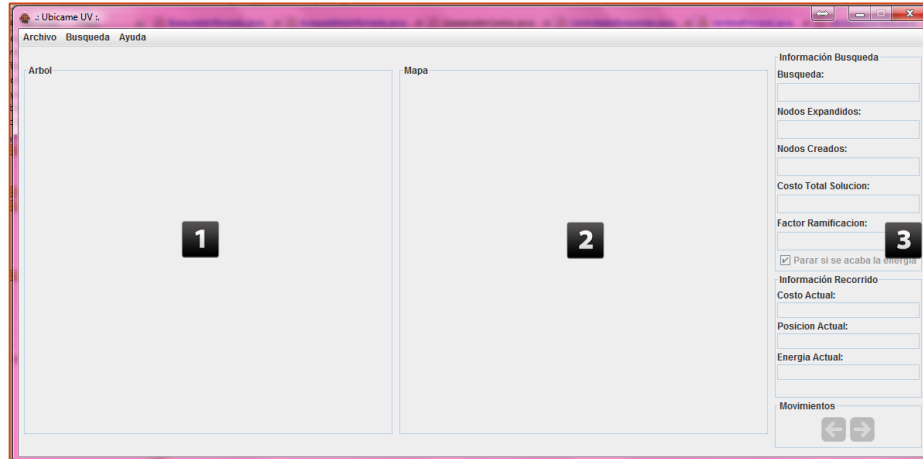 .: Ubicame UV :.
Archivo Busqueda Ayuda
Arbol
Mapa
1
2
3
Información Busqueda
Busqueda:
Nodos Expandidos:
Nodos Creados:
Costo Total Solucion:
Factor Ramificacion:
Parar si se acaba la energia
Información Recorrido
Costo Actual:
Posicion Actual:
Energia Actual:
Movimientos